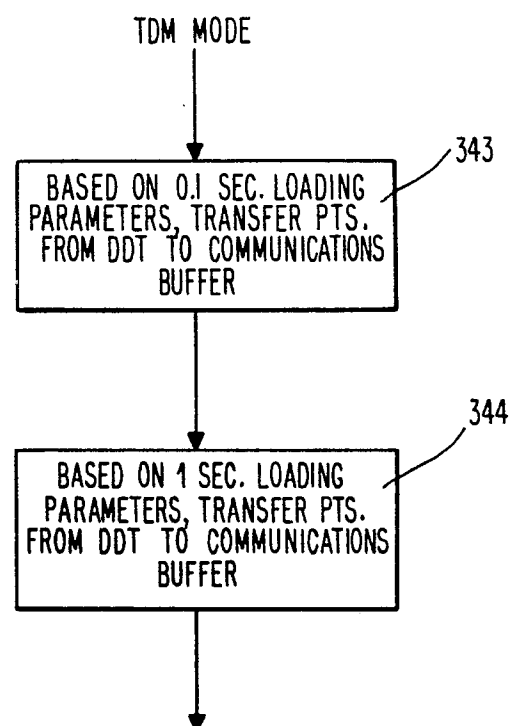 TDM MODE
343
BASED ON 0.1 SEC. LOADING
PARAMETERS, TRANSFER PTS.
FROM DDT TO COMMUNICATIONS
BUFFER
344
BASED ON 1 SEC. LOADING
PARAMETERS, TRANSFER PTS.
FROM DDT TO COMMUNICATIONS
BUFFER